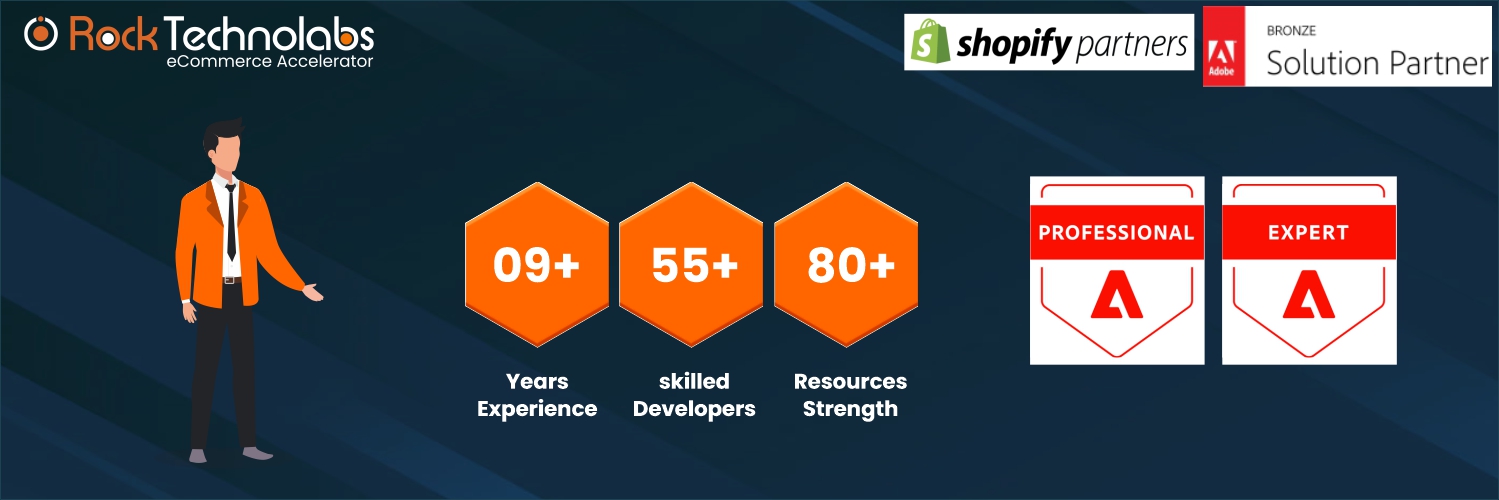 Rock Technolabs
eCommerce Accelerator
shopify partners
Adobe
BRONZE
Solution Partner
09+
55+
80+
Years
Experience
skilled
Developers
Resources
Strength
PROFESSIONAL
EXPERT